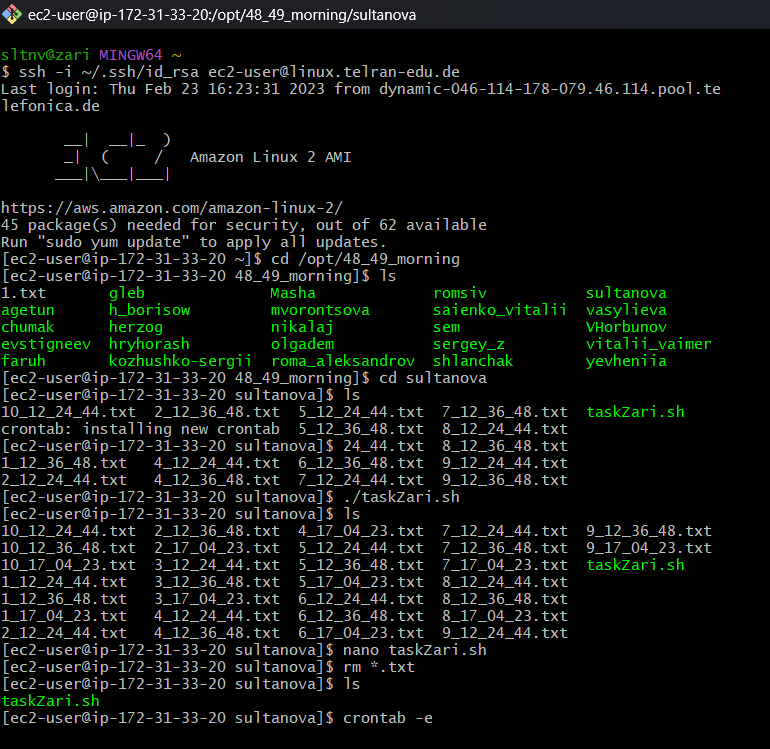 ec2-user@ip-172-31-33-20:/opt/48_49_morning/sultanova
sltnv@zari MINGW64 ~
$ ssh -i ~/.ssh/id_rsa ec2-user@linux.telran-edu.de
Last login: Thu Feb 23 16:23:31 2023 from dynamic-046-114-178-079.46.114.pool.te
lefonica.de
       __|  __|_  )
       _|  (     /   Amazon Linux 2 AMI
      ___|\___|___|
https://aws.amazon.com/amazon-linux-2/
45 package(s) needed for security, out of 62 available
Run "sudo yum update" to apply all updates.
[ec2-user@ip-172-31-33-20 ~]$ cd /opt/48_49_morning
[ec2-user@ip-172-31-33-20 48_49_morning]$ ls
1.txt       gleb              Masha             romsiv           sultanova
agetun      h_borisow         mvorontsova       saienko_vitalii  vasylieva
chumak      herzog            nikalaj           sem              VHorbunov
evstigneev  hryhorash         olgadem           sergey_z         vitalii_vaimer
faruh       kozhushko-sergii  roma_aleksandrov  shlanchak        yevheniia
[ec2-user@ip-172-31-33-20 48_49_morning]$ cd sultanova
[ec2-user@ip-172-31-33-20 sultanova]$ ls
10_12_24_44.txt  2_12_36_48.txt  5_12_24_44.txt  7_12_36_48.txt  taskZari.sh
crontab: installing new crontab  5_12_36_48.txt  8_12_24_44.txt
[ec2-user@ip-172-31-33-20 sultanova]$ 24_44.txt  8_12_36_48.txt
1_12_36_48.txt   4_12_24_44.txt  6_12_36_48.txt  9_12_24_44.txt
2_12_24_44.txt   4_12_36_48.txt  7_12_24_44.txt  9_12_36_48.txt
[ec2-user@ip-172-31-33-20 sultanova]$ ./taskZari.sh
[ec2-user@ip-172-31-33-20 sultanova]$ ls
10_12_24_44.txt  2_12_36_48.txt  4_17_04_23.txt  7_12_24_44.txt  9_12_36_48.txt
10_12_36_48.txt  2_17_04_23.txt  5_12_24_44.txt  7_12_36_48.txt  9_17_04_23.txt
10_17_04_23.txt  3_12_24_44.txt  5_12_36_48.txt  7_17_04_23.txt  taskZari.sh
1_12_24_44.txt   3_12_36_48.txt  5_17_04_23.txt  8_12_24_44.txt
1_12_36_48.txt   3_17_04_23.txt  6_12_24_44.txt  8_12_36_48.txt
1_17_04_23.txt   4_12_24_44.txt  6_12_36_48.txt  8_17_04_23.txt
2_12_24_44.txt   4_12_36_48.txt  6_17_04_23.txt  9_12_24_44.txt
[ec2-user@ip-172-31-33-20 sultanova]$ nano taskZari.sh
[ec2-user@ip-172-31-33-20 sultanova]$ rm *.txt
[ec2-user@ip-172-31-33-20 sultanova]$ ls
taskZari.sh
[ec2-user@ip-172-31-33-20 sultanova]$ crontab -e